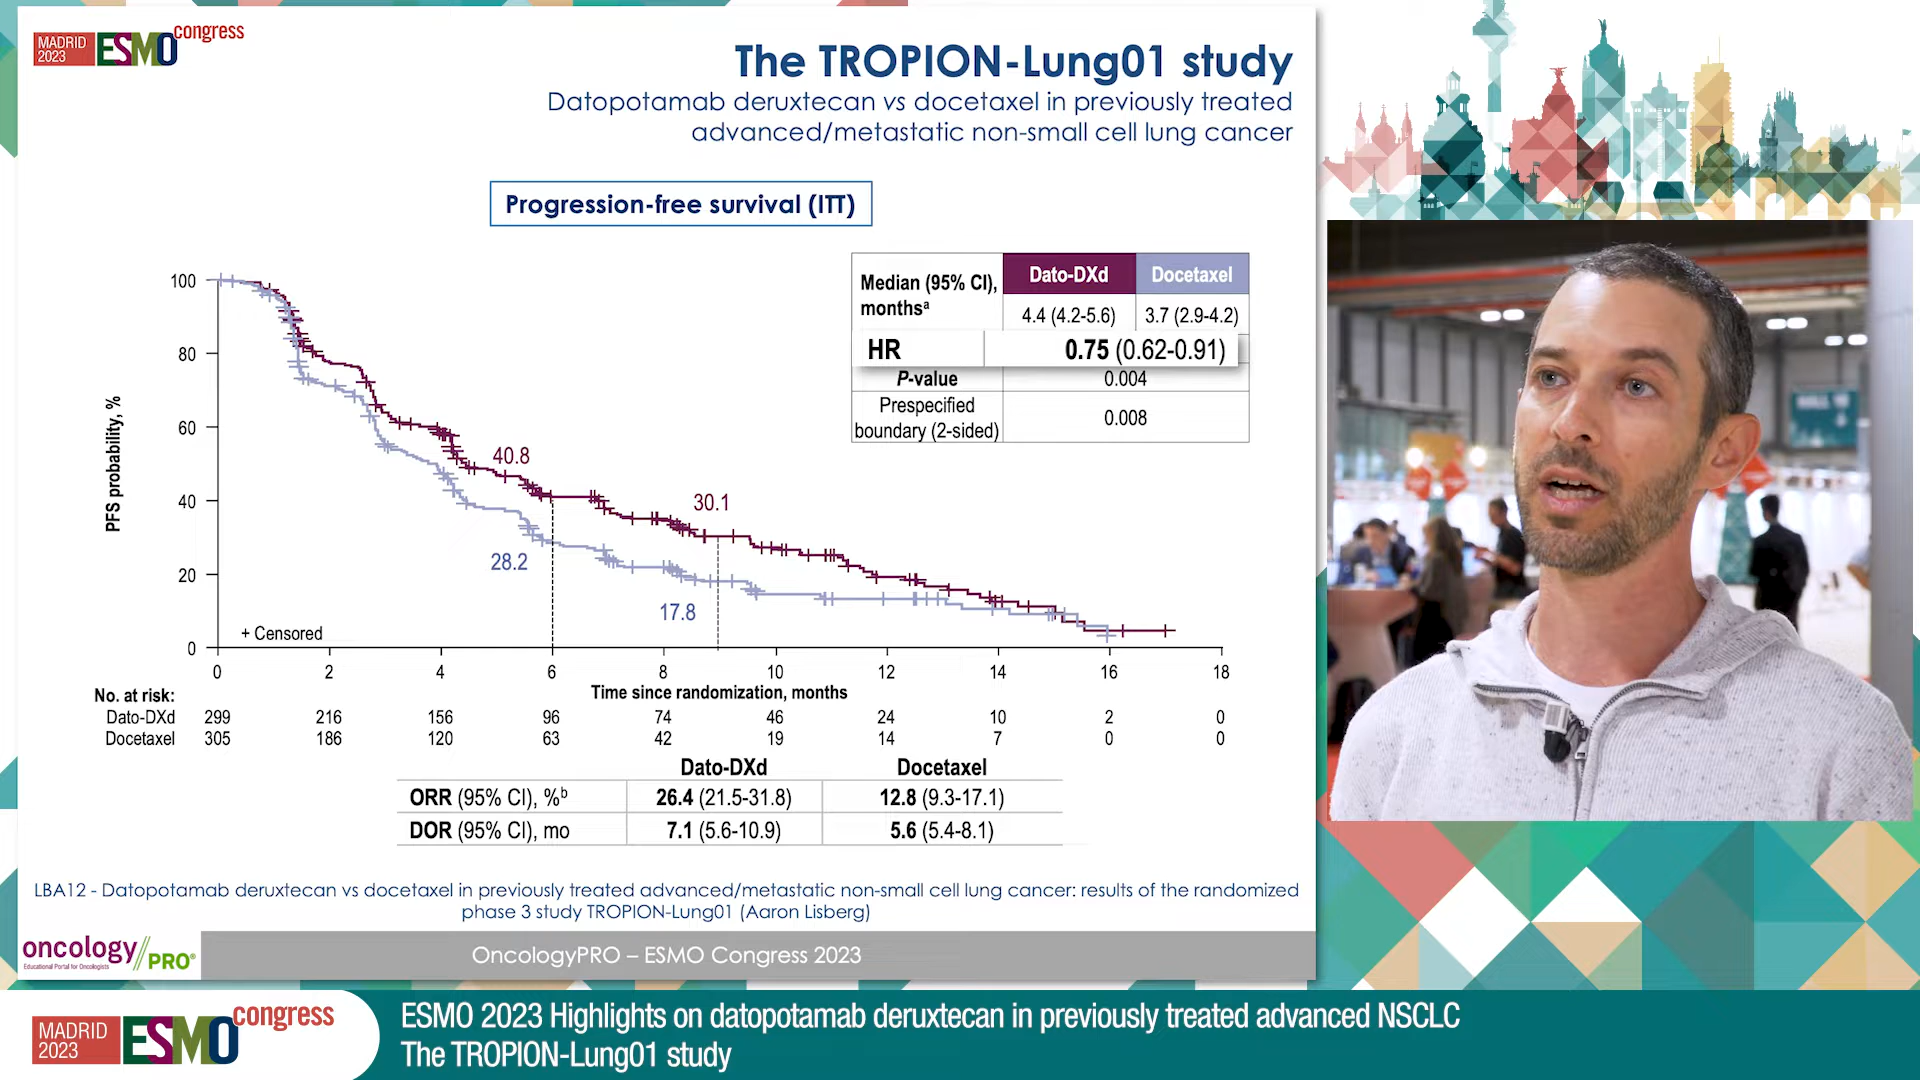 MADRID
2023
ESMO
congress
The TROPION-Lung01 study
Datopotamab deruxtecan vs docetaxel in previously treated
advanced/metastatic non-small cell lung cancer
Progression-free survival (ITT)
Median (95% CI), monthsª Dato-DXd Docetaxel
4.4 (4.2-5.6) 3.7 (2.9-4.2)
HR 0.75 (0.62-0.91)
P-value 0.004
Prespecified
boundary (2-sided) 0.008
PFS probability, %
100
80
60
40
20
0
40.8
30.1
28.2
17.8
+ Censored
0 2 4 6 8 10 12 14 16 18
Time since randomization, months
No. at risk:
Dato-DXd 299 216 156 96 74 46 24 10 2 0
Docetaxel 305 186 120 63 42 19 14 7 0 0
Dato-DXd Docetaxel
ORR (95% CI), %ᵇ 26.4 (21.5-31.8) 12.8 (9.3-17.1)
DOR (95% CI), mo 7.1 (5.6-10.9) 5.6 (5.4-8.1)
LBA12 - Datopotamab deruxtecan vs docetaxel in previously treated advanced/metastatic non-small cell lung cancer: results of the randomized
phase 3 study TROPION-Lung01 (Aaron Lisberg)
oncology//PRO®
Educational Portal for Oncologists
OncologyPRO – ESMO Congress 2023
MADRID
2023
ESMO
congress
ESMO 2023 Highlights on datopotamab deruxtecan in previously treated advanced NSCLC
The TROPION-Lung01 study